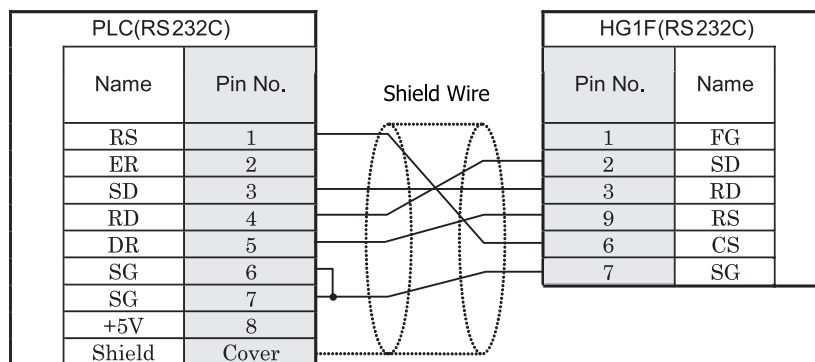 PLC(RS232C)
HG1F(RS232C)
Name Pin No.
Shield Wire
Pin No. Name
RS 1
1 FG
ER 2
2 SD
SD 3
3 RD
RD 4
9 RS
DR 5
6 CS
SG 6
7 SG
SG 7
+5V 8
Shield Cover